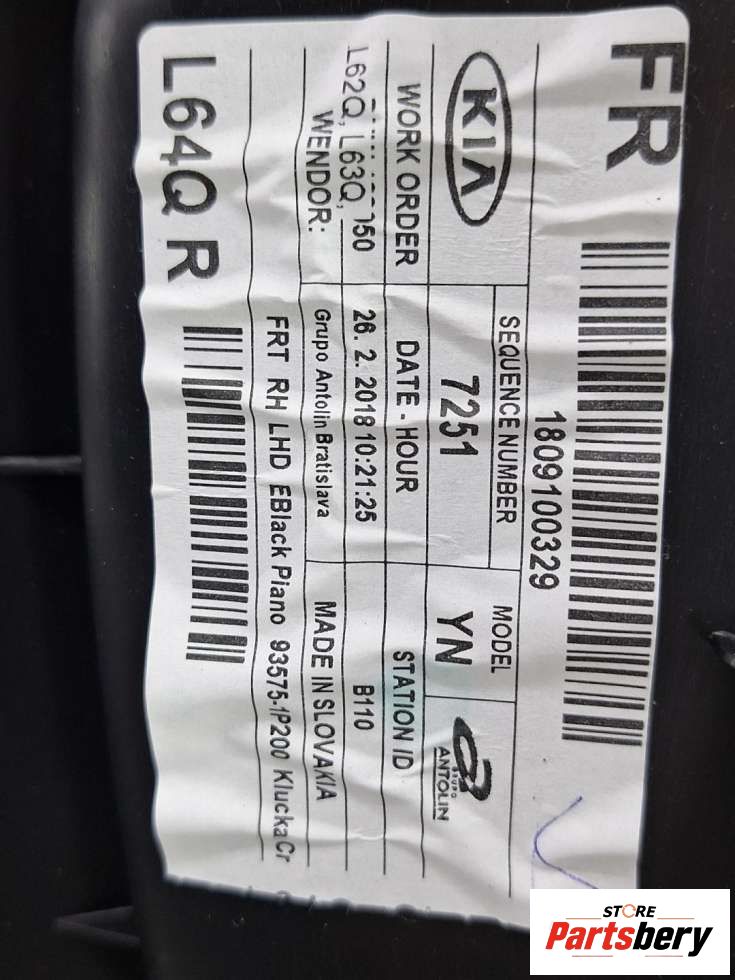 FR
1809100329
KIA
SEQUENCE NUMBER
MODEL
7251
YN
GRUPO
ANTOLIN
WORK ORDER
DATE - HOUR
STATION ID
150
26. 2. 2018 10:21:25
B110
L62Q, L63Q,
WENDOR:
Grupo Antolin Bratislava
MADE IN SLOVAKIA
FRT RH LHD EBlack Piano 93575-1P200 KluckaCr
L64Q R
STORE
Partsbery